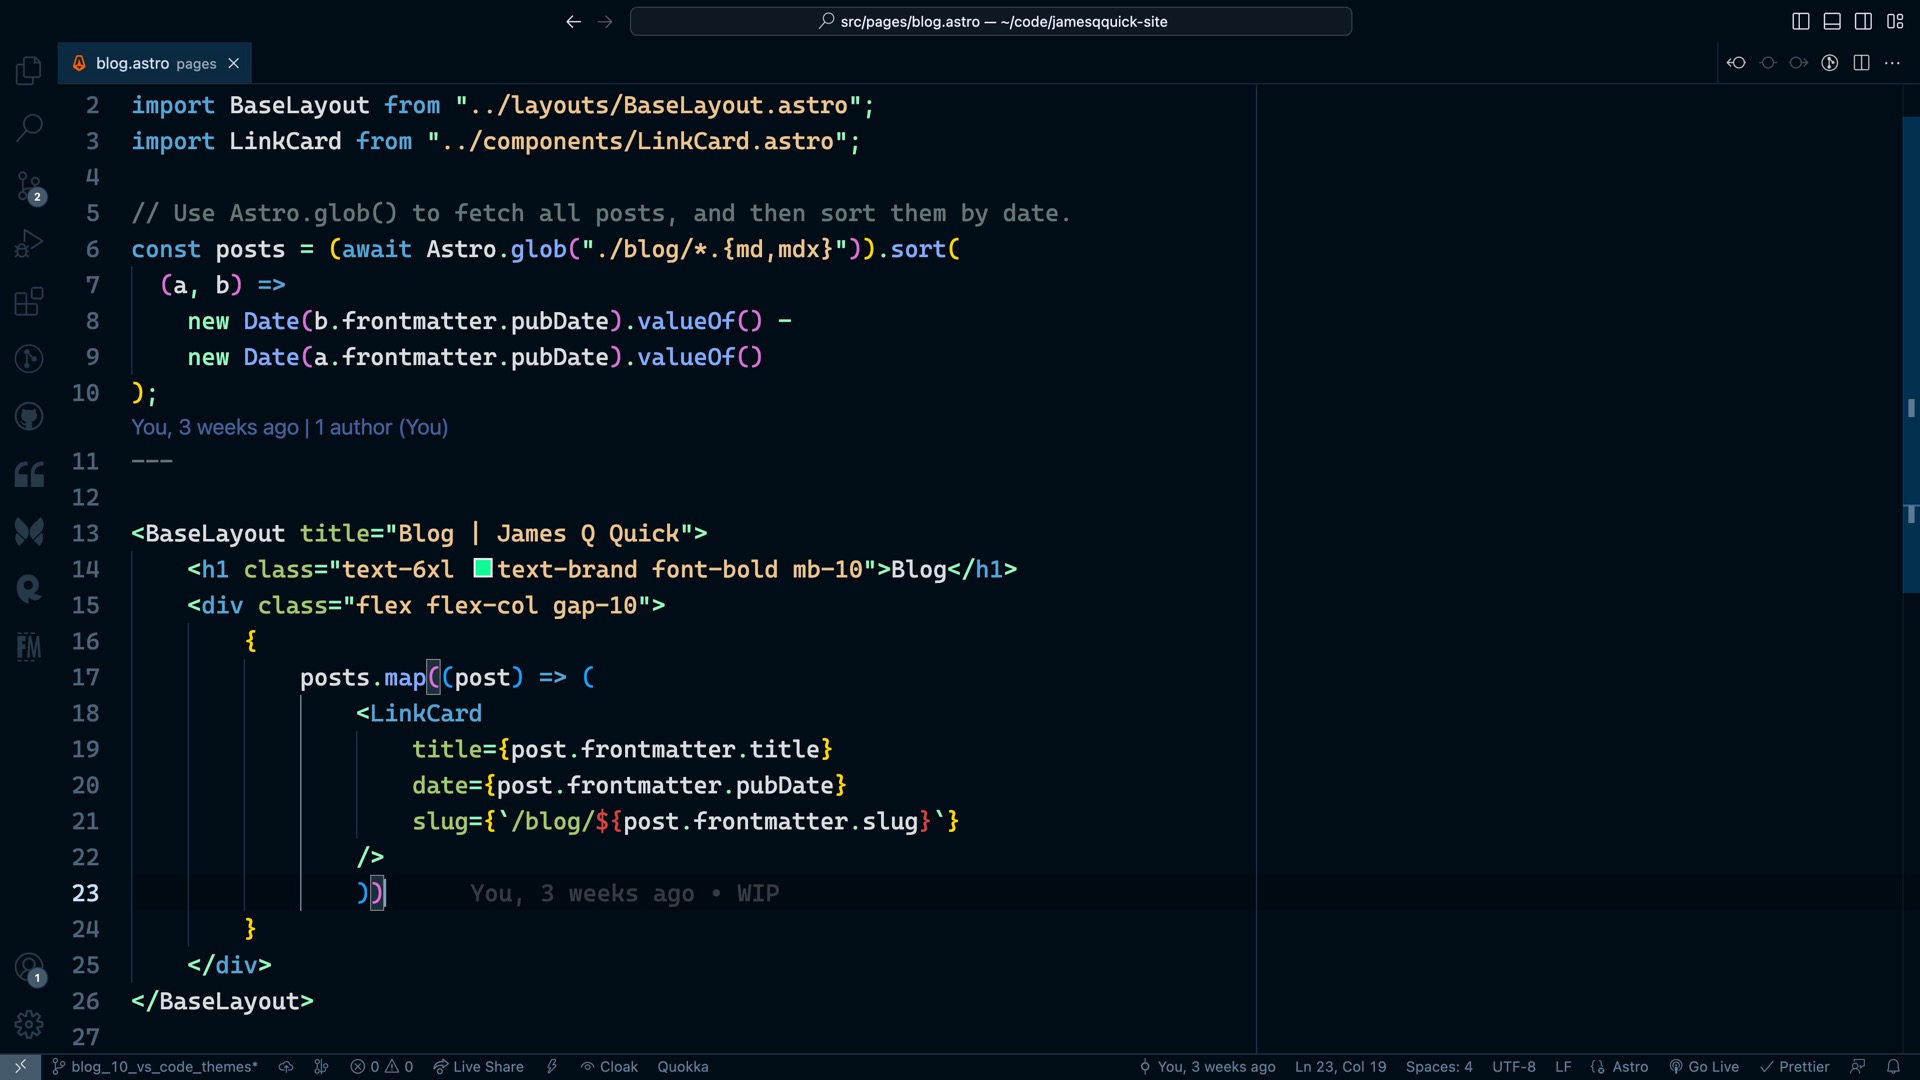 src/pages/blog.astro — ~/code/jamesqquick-site
blog.astro pages
2 import BaseLayout from "../layouts/BaseLayout.astro";
3 import LinkCard from "../components/LinkCard.astro";
4
5 // Use Astro.glob() to fetch all posts, and then sort them by date.
6 const posts = (await Astro.glob("./blog/*.{md,mdx}")).sort(
7 (a, b) =>
8 new Date(b.frontmatter.pubDate).valueOf() -
9 new Date(a.frontmatter.pubDate).valueOf()
10 );
You, 3 weeks ago | 1 author (You)
11 ---
12
13 <BaseLayout title="Blog | James Q Quick">
14 <h1 class="text-6xl text-brand font-bold mb-10">Blog</h1>
15 <div class="flex flex-col gap-10">
16 {
17 posts.map((post) => (
18 <LinkCard
19 title={post.frontmatter.title}
20 date={post.frontmatter.pubDate}
21 slug={`/blog/${post.frontmatter.slug}`}
22 />
23 )) You, 3 weeks ago • WIP
24 }
25 </div>
26 </BaseLayout>
27
2
FM
1
blog_10_vs_code_themes* 0 0 Live Share Cloak Quokka You, 3 weeks ago Ln 23, Col 19 Spaces: 4 UTF-8 LF {} Astro Go Live Prettier